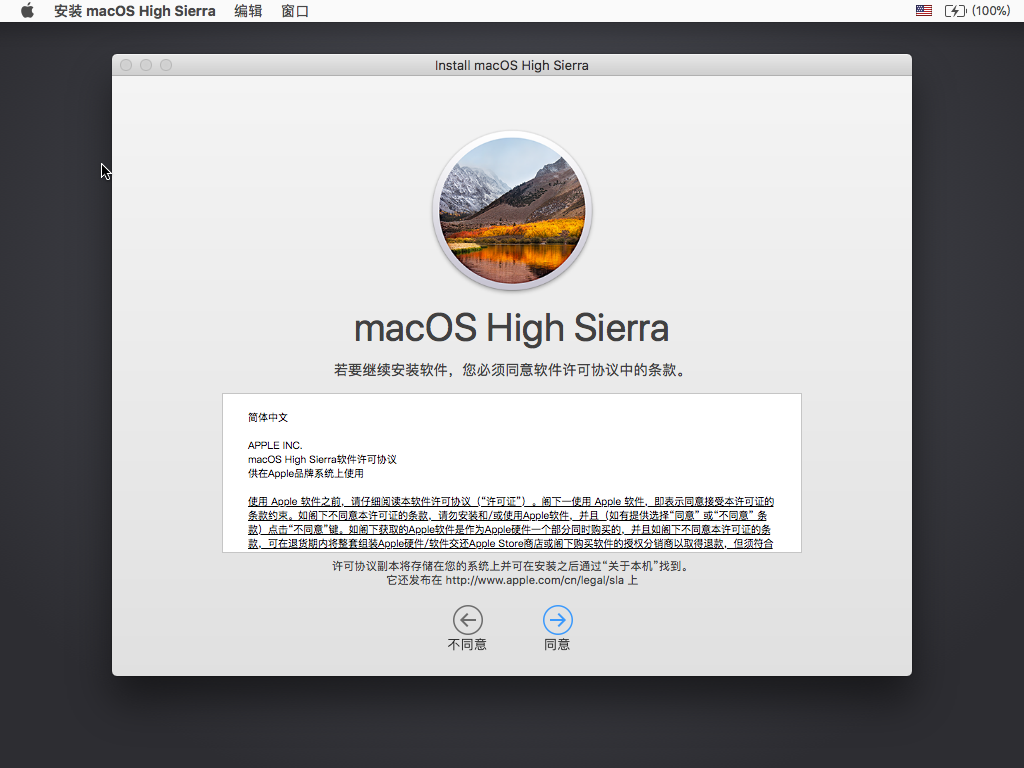 安装 macOS High Sierra 编辑 窗口 (100%)
Install macOS High Sierra
macOS High Sierra
若要继续安装软件，您必须同意软件许可协议中的条款。
简体中文
APPLE INC.
macOS High Sierra软件许可协议
供在Apple品牌系统上使用
使用 Apple 软件之前，请仔细阅读本软件许可协议（“许可证”）。阁下一使用 Apple 软件，即表示同意接受本许可证的
条款约束。如阁下不同意本许可证的条款，请勿安装和/或使用Apple软件，并且（如有提供选择“同意” 或“不同意” 条
款）点击“不同意”键。如阁下获取的Apple软件是作为Apple硬件一个部分同时购买的，并且如阁下不同意本许可证的条
款，可在退货期内将整套组装Apple硬件/软件交还Apple Store商店或阁下购买软件的授权分销商以取得退款，但须符合
许可协议副本将存储在您的系统上并可在安装之后通过“关于本机”找到。
它还发布在 http://www.apple.com/cn/legal/sla 上
不同意 同意